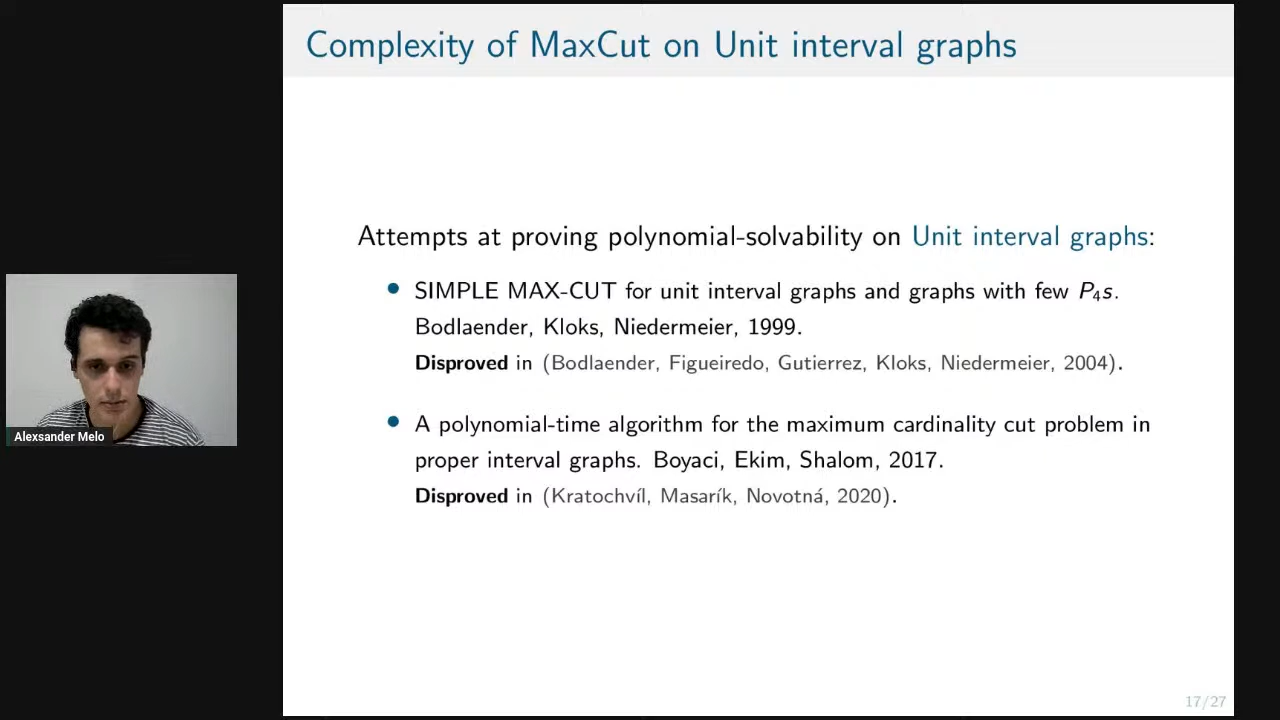 Complexity of MaxCut on Unit interval graphs
Attempts at proving polynomial-solvability on Unit interval graphs:
• SIMPLE MAX-CUT for unit interval graphs and graphs with few P₄s.
Bodlaender, Kloks, Niedermeier, 1999.
Disproved in (Bodlaender, Figueiredo, Gutierrez, Kloks, Niedermeier, 2004).
• A polynomial-time algorithm for the maximum cardinality cut problem in
proper interval graphs. Boyaci, Ekim, Shalom, 2017.
Disproved in (Kratochvíl, Masarík, Novotná, 2020).
Alexsander Melo
17/27